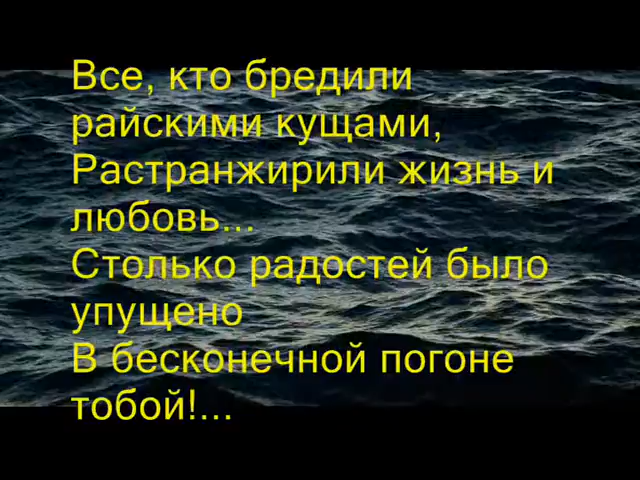 Все, кто бредили
райскими кущами,
Растранжирили жизнь и
любовь...
Столько радостей было
упущено
В бесконечной погоне
тобой!...